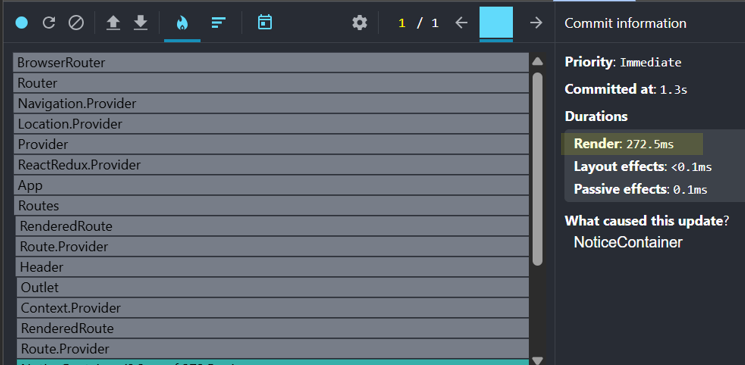 1 / 1
Commit information
BrowserRouter
Router
Navigation.Provider
Location.Provider
Provider
ReactRedux.Provider
App
Routes
RenderedRoute
Route.Provider
Header
Outlet
Context.Provider
RenderedRoute
Route.Provider
Priority: Immediate
Committed at: 1.3s
Durations
Render: 272.5ms
Layout effects: <0.1ms
Passive effects: 0.1ms
What caused this update?
NoticeContainer